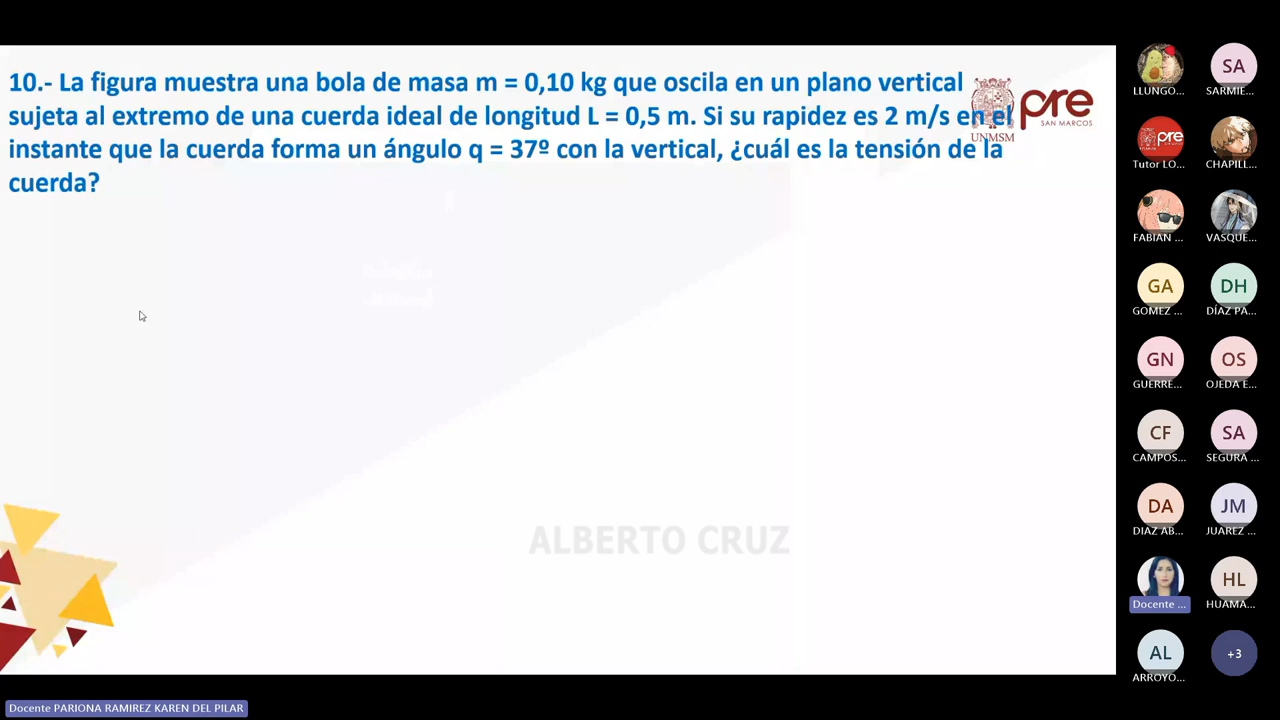 10.- La figura muestra una bola de masa m = 0,10 kg que oscila en un plano vertical
sujeta al extremo de una cuerda ideal de longitud L = 0,5 m. Si su rapidez es 2 m/s en el
instante que la cuerda forma un ángulo q = 37º con la vertical, ¿cuál es la tensión de la
cuerda?
UNMSM
pre
SAN MARCOS
ALBERTO CRUZ
LLUNGO...
SA
SARMIE...
pre
Tutor LO...
CHAPILL...
FABIAN ...
VASQUE...
GA
GOMEZ ...
DH
DÍAZ PA...
GN
GUERRE...
OS
OJEDA E...
CF
CAMPOS...
SA
SEGURA ...
DA
DIAZ AB...
JM
JUAREZ ...
Docente ...
HL
HUAMA...
AL
ARROYO...
+3
Docente PARIONA RAMIREZ KAREN DEL PILAR